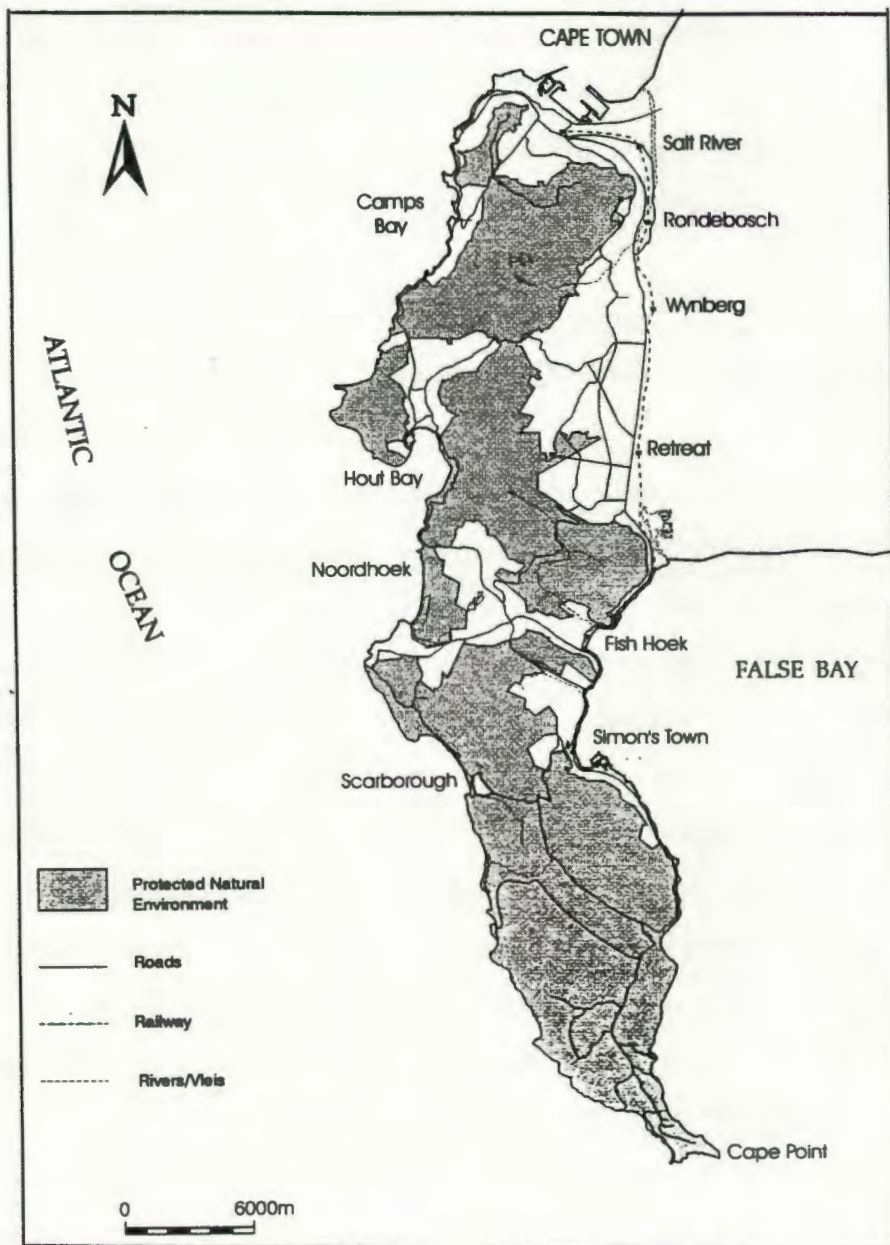 CAPE TOWN
N
Salt River
Camps
Bay
Rondebosch
Wynberg
ATLANTIC
OCEAN
Retreat
Hout Bay
Noordhoek
Fish Hoek
FALSE BAY
Simon's Town
Scarborough
Protected Natural
Environment
Roads
Railway
Rivers/Vleis
Cape Point
0 6000m